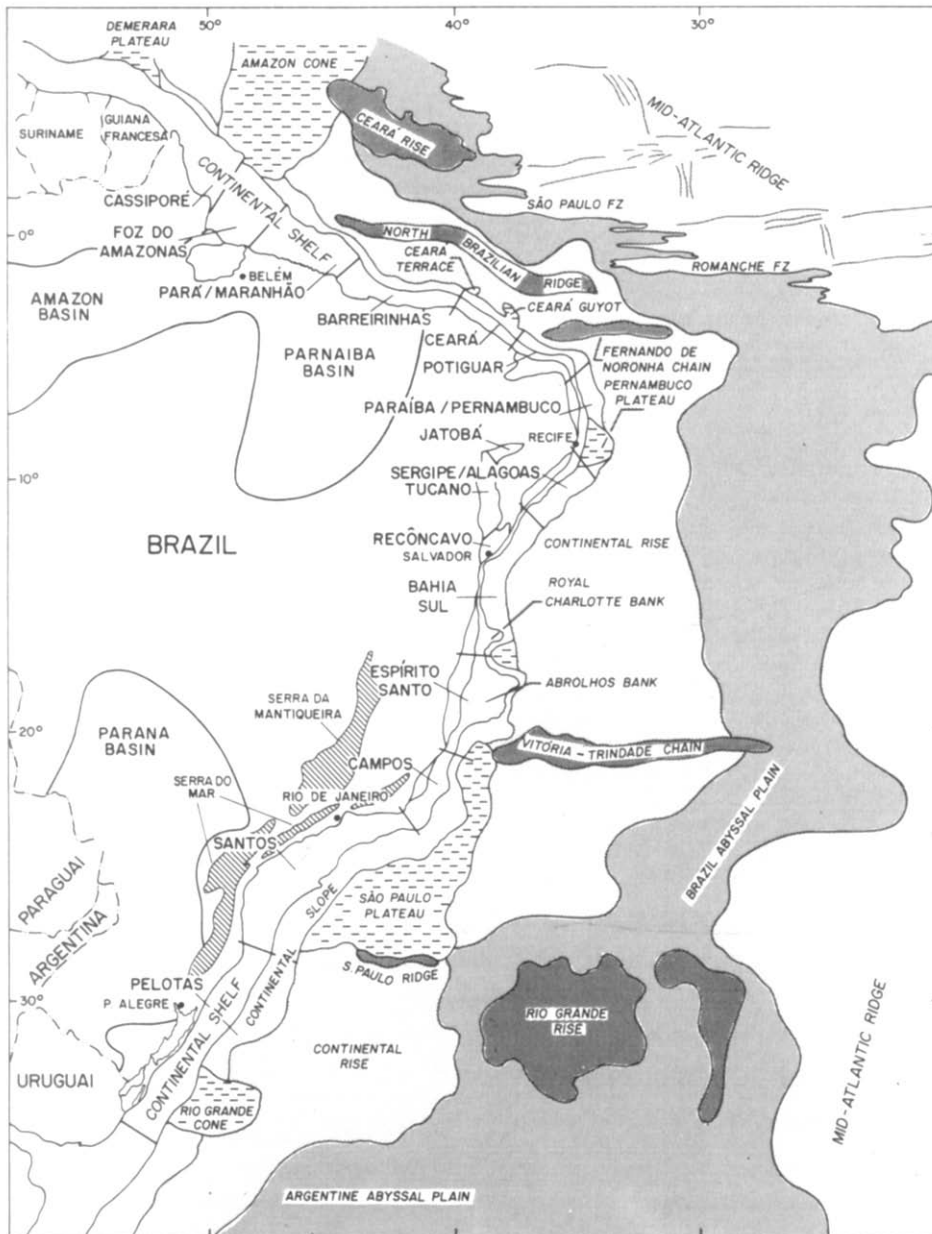 50°
40°
30°
DEMERARA
PLATEAU
AMAZON CONE
MID-ATLANTIC RIDGE
CEARÁ RISE
SURINAME
GUIANA
FRANCESA
CONTINENTAL SHELF
CASSIPORÉ
SÃO PAULO FZ
0°
FOZ DO
AMAZONAS
NORTH
BRAZILIAN
RIDGE
CEARÁ
TERRACE
ROMANCHE FZ
BELÉM
PARÁ/MARANHÃO
AMAZON
BASIN
BARREIRINHAS
CEARÁ GUYOT
CEARÁ
PARNAIBA
BASIN
POTIGUAR
FERNANDO DE
NORONHA CHAIN
PERNAMBUCO
PLATEAU
PARAÍBA/PERNAMBUCO
JATOBÁ
RECIFE
10°
SERGIPE/ALAGOAS
TUCANO
BRAZIL
RECÔNCAVO
SALVADOR
CONTINENTAL RISE
BAHIA
SUL
ROYAL
CHARLOTTE BANK
ESPÍRITO
SANTO
ABROLHOS BANK
SERRA DA
MANTIQUEIRA
20°
PARANA
BASIN
VITÓRIA-TRINDADE CHAIN
CAMPOS
SERRA DO
MAR
RIO DE JANEIRO
BRAZIL ABYSSAL PLAIN
SANTOS
PARAGUAI
SLOPE
SÃO PAULO
PLATEAU
ARGENTINA
CONTINENTAL
S. PAULO RIDGE
PELOTAS
30°
P. ALEGRE
RIO GRANDE
RISE
CONTINENTAL SHELF
CONTINENTAL
RISE
MID-ATLANTIC RIDGE
URUGUAI
RIO GRANDE
CONE
ARGENTINE ABYSSAL PLAIN